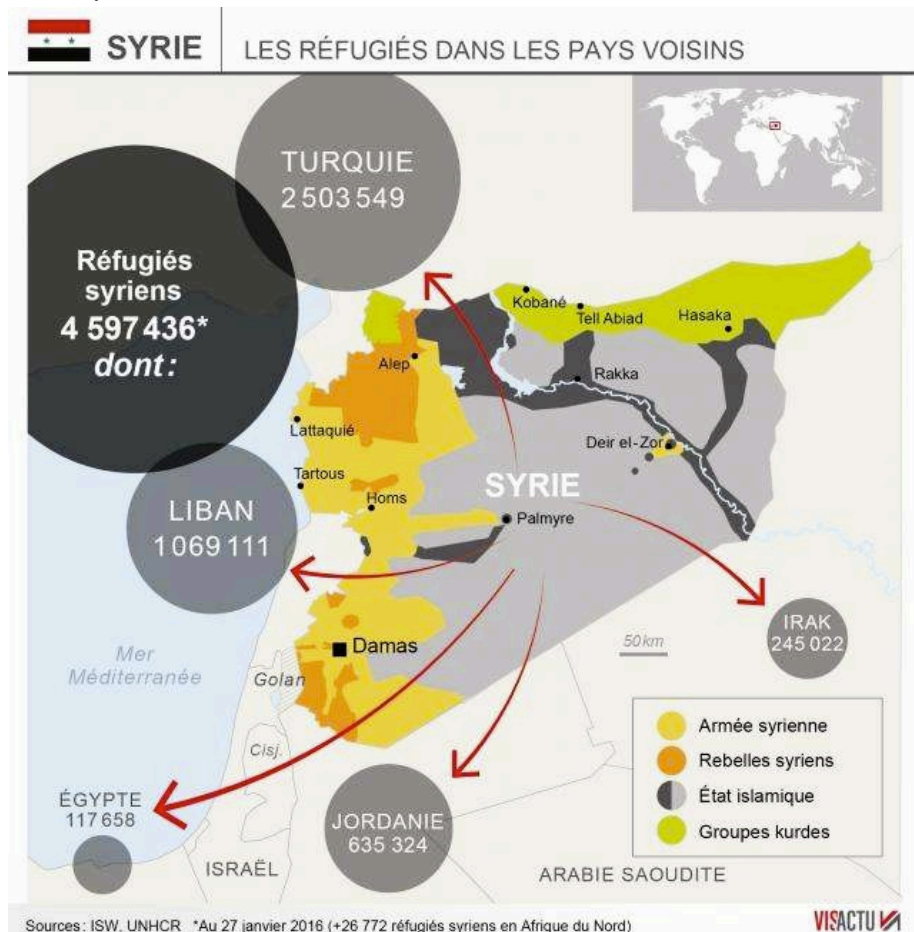 SYRIE
LES RÉFUGIÉS DANS LES PAYS VOISINS
TURQUIE
2 503 549
Réfugiés
syriens
4 597 436*
dont :
Kobané
Tell Abiad
Hasaka
Alep
Rakka
Lattaquié
Deir el-Zor
Tartous
Homs
SYRIE
Palmyre
LIBAN
1 069 111
IRAK
245 022
50 km
Damas
Mer
Méditerranée
Golan
Cisj.
Armée syrienne
Rebelles syriens
État islamique
Groupes kurdes
ÉGYPTE
117 658
JORDANIE
635 324
ISRAËL
ARABIE SAOUDITE
Sources : ISW, UNHCR *Au 27 janvier 2016 (+26 772 réfugiés syriens en Afrique du Nord)
VISACTU